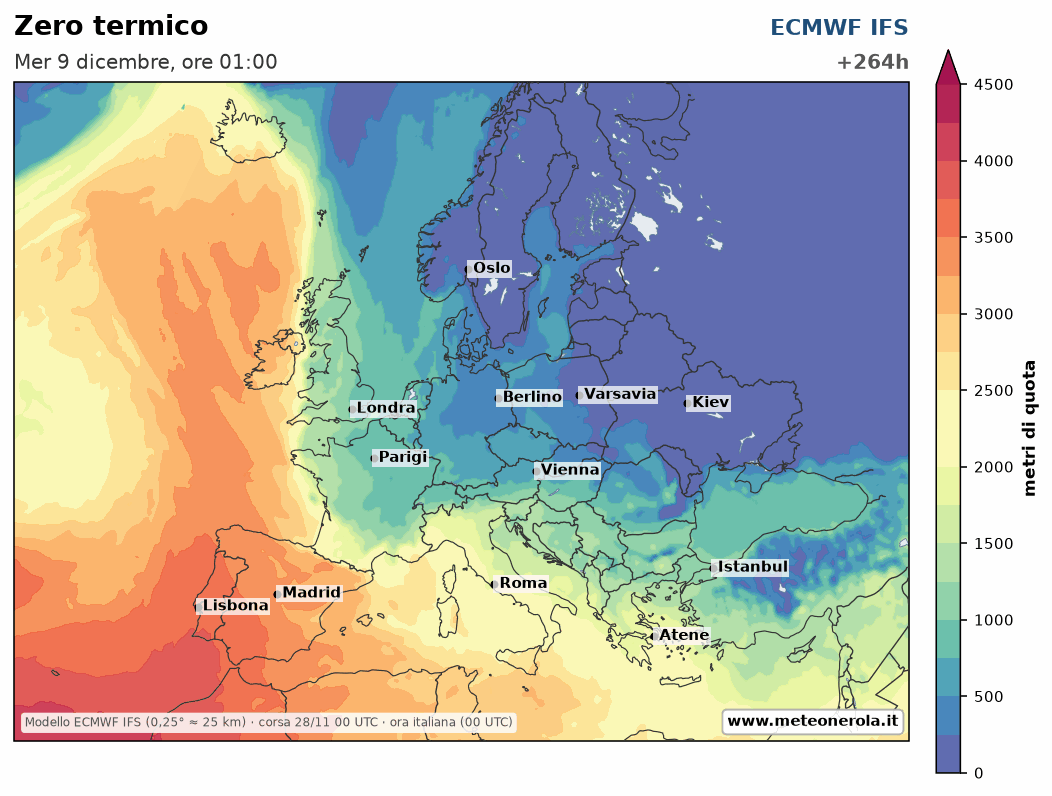 Zero termico
ECMWF IFS
Mer 9 dicembre, ore 01:00
+264h
Oslo
Berlino
Varsavia
Kiev
Londra
Parigi
Vienna
Istanbul
Roma
Madrid
Lisbona
Atene
Modello ECMWF IFS (0,25° ≈ 25 km) · corsa 28/11 00 UTC · ora italiana (00 UTC)
www.meteonerola.it
4500
4000
3500
3000
2500
2000
1500
1000
500
0
metri di quota